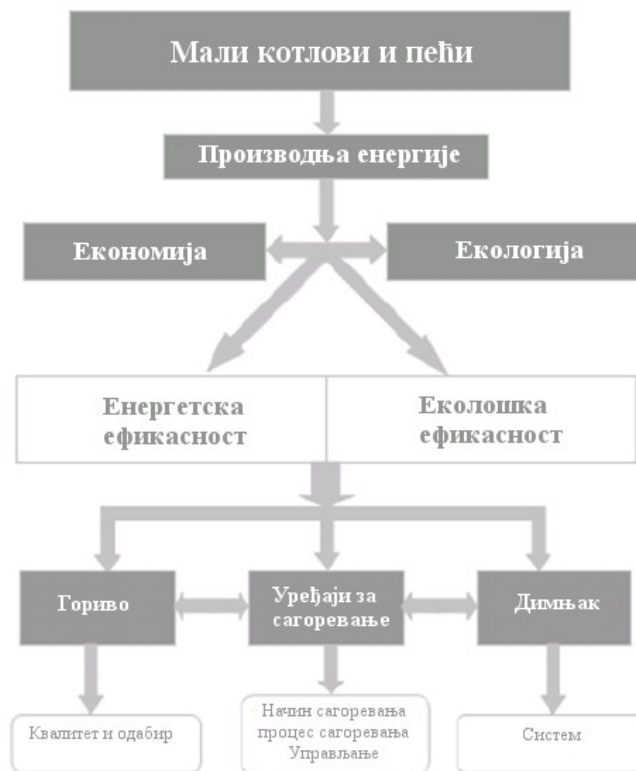 Мали котлови и пећи
Производња енергије
Економија
Екологија
Енергетска
ефикасност
Еколошка
ефикасност
Гориво
Уређаји за
сагоревање
Димњак
Квалитет и одабир
Начин сагоревања
процес сагоревања
Управљање
Систем